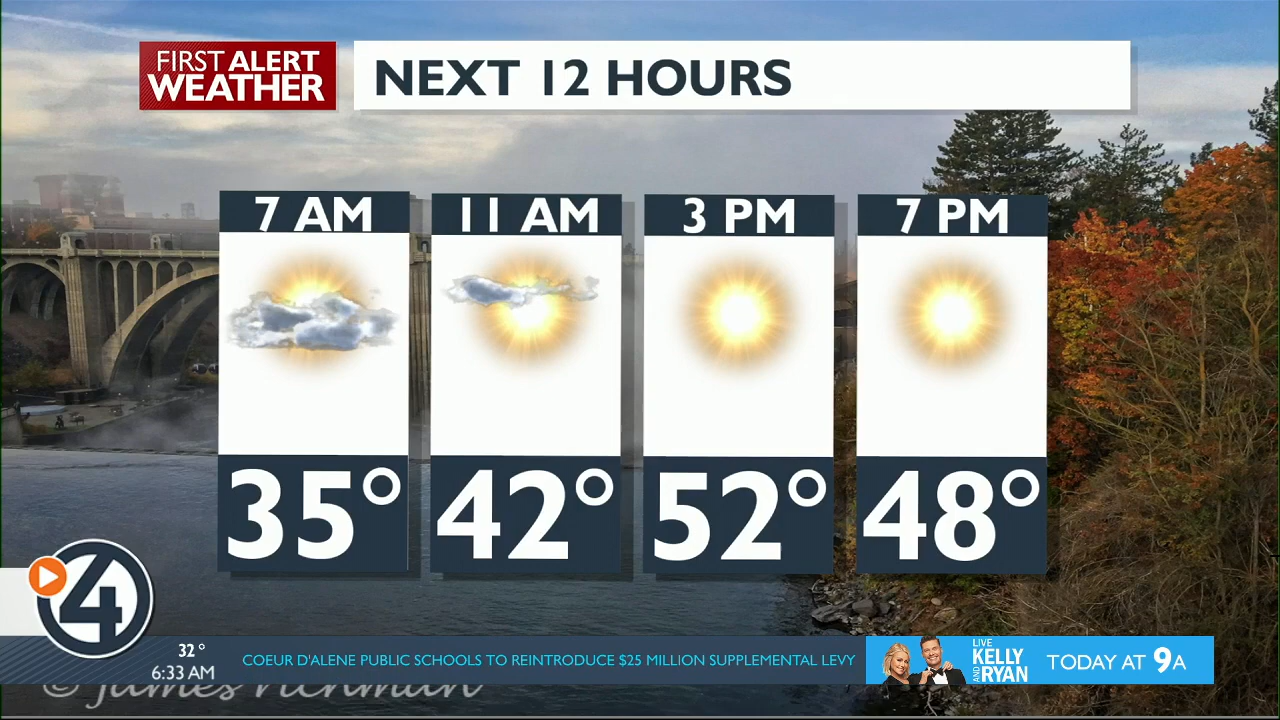 FIRST ALERT
WEATHER
NEXT 12 HOURS
7 AM
11 AM
3 PM
7 PM
35°
42°
52°
48°
4
32°
6:33 AM
COEUR D'ALENE PUBLIC SCHOOLS TO REINTRODUCE $25 MILLION SUPPLEMENTAL LEVY
LIVE
KELLY
AND RYAN
TODAY AT 9A
© James Richman